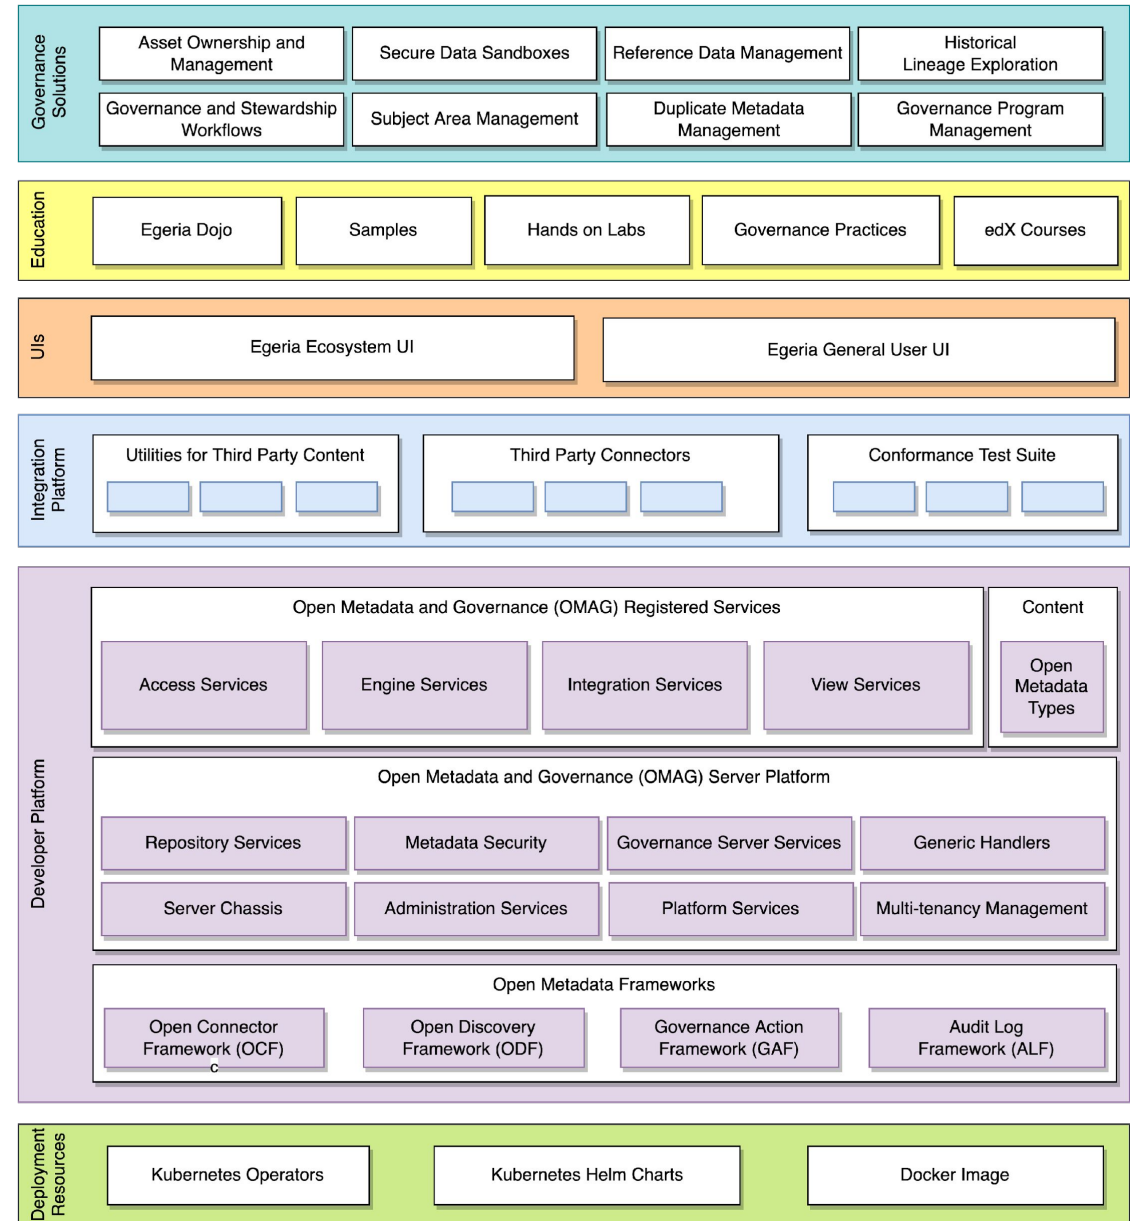 Governance
Solutions
Asset Ownership and
Management
Secure Data Sandboxes
Reference Data Management
Historical
Lineage Exploration
Governance and Stewardship
Workflows
Subject Area Management
Duplicate Metadata
Management
Governance Program
Management
Education
Egeria Dojo
Samples
Hands on Labs
Governance Practices
edX Courses
UIs
Egeria Ecosystem UI
Egeria General User UI
Integration
Platform
Utilities for Third Party Content
Third Party Connectors
Conformance Test Suite
Developer Platform
Open Metadata and Governance (OMAG) Registered Services
Access Services
Engine Services
Integration Services
View Services
Content
Open
Metadata
Types
Open Metadata and Governance (OMAG) Server Platform
Repository Services
Metadata Security
Governance Server Services
Generic Handlers
Server Chassis
Administration Services
Platform Services
Multi-tenancy Management
Open Metadata Frameworks
Open Connector
Framework (OCF)
c
Open Discovery
Framework (ODF)
Governance Action
Framework (GAF)
Audit Log
Framework (ALF)
Deployment
Resources
Kubernetes Operators
Kubernetes Helm Charts
Docker Image